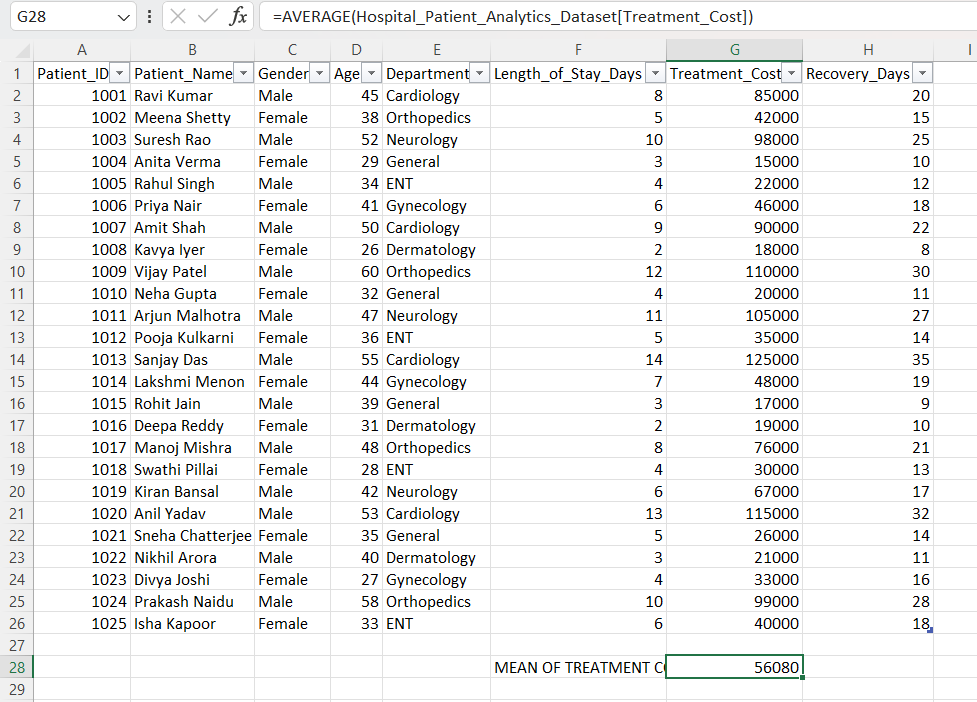 G28 fx =AVERAGE(Hospital_Patient_Analytics_Dataset[Treatment_Cost])
A B C D E F G H I
1 Patient_ID Patient_Name Gender Age Department Length_of_Stay_Days Treatment_Cost Recovery_Days
2 1001 Ravi Kumar Male 45 Cardiology 8 85000 20
3 1002 Meena Shetty Female 38 Orthopedics 5 42000 15
4 1003 Suresh Rao Male 52 Neurology 10 98000 25
5 1004 Anita Verma Female 29 General 3 15000 10
6 1005 Rahul Singh Male 34 ENT 4 22000 12
7 1006 Priya Nair Female 41 Gynecology 6 46000 18
8 1007 Amit Shah Male 50 Cardiology 9 90000 22
9 1008 Kavya Iyer Female 26 Dermatology 2 18000 8
10 1009 Vijay Patel Male 60 Orthopedics 12 110000 30
11 1010 Neha Gupta Female 32 General 4 20000 11
12 1011 Arjun Malhotra Male 47 Neurology 11 105000 27
13 1012 Pooja Kulkarni Female 36 ENT 5 35000 14
14 1013 Sanjay Das Male 55 Cardiology 14 125000 35
15 1014 Lakshmi Menon Female 44 Gynecology 7 48000 19
16 1015 Rohit Jain Male 39 General 3 17000 9
17 1016 Deepa Reddy Female 31 Dermatology 2 19000 10
18 1017 Manoj Mishra Male 48 Orthopedics 8 76000 21
19 1018 Swathi Pillai Female 28 ENT 4 30000 13
20 1019 Kiran Bansal Male 42 Neurology 6 67000 17
21 1020 Anil Yadav Male 53 Cardiology 13 115000 32
22 1021 Sneha Chatterjee Female 35 General 5 26000 14
23 1022 Nikhil Arora Male 40 Dermatology 3 21000 11
24 1023 Divya Joshi Female 27 Gynecology 4 33000 16
25 1024 Prakash Naidu Male 58 Orthopedics 10 99000 28
26 1025 Isha Kapoor Female 33 ENT 6 40000 18
27
28 MEAN OF TREATMENT 56080
29